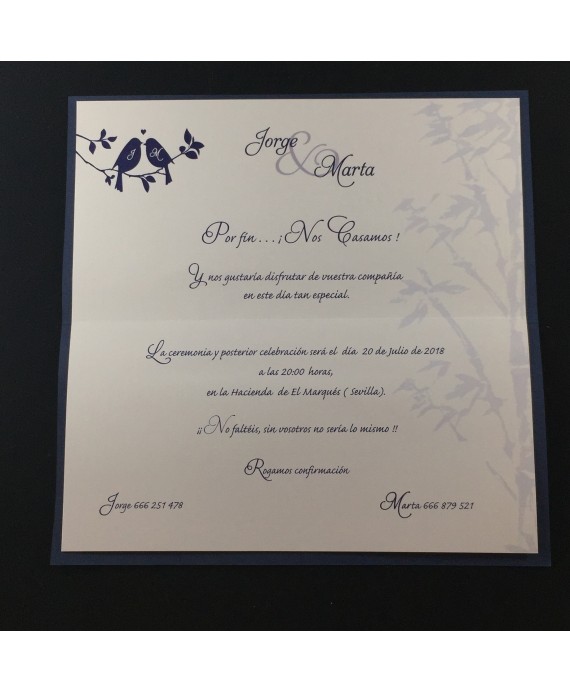 J M
Jorge
&
Marta
Por fin . . . ¡ Nos Casamos !
Y nos gustaría disfrutar de vuestra compañía
en este día tan especial.
La ceremonia y posterior celebración será el día 20 de Julio de 2018
a las 20:00 horas,
en la Hacienda de El Marqués ( Sevilla).
¡¡ No faltéis, sin vosotros no sería lo mismo !!
Rogamos confirmación
Jorge 666 251 478
Marta 666 879 521